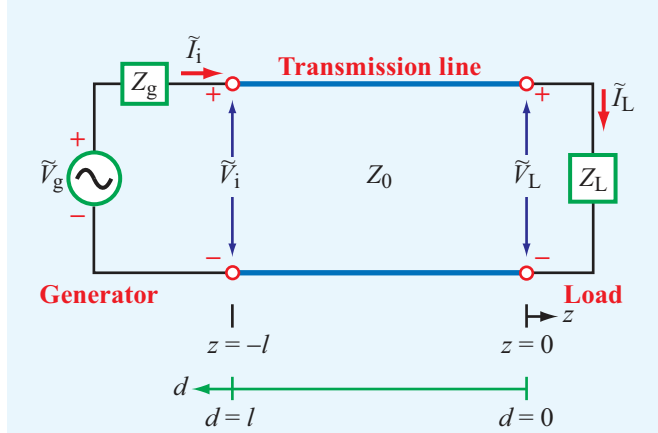 Ĩi
Zg
Transmission line
+ +
ĨL
+
Ṽg
Ṽi
Z0
ṼL
ZL
–
– –
Generator
Load
z
z = –l
z = 0
d
d = l
d = 0